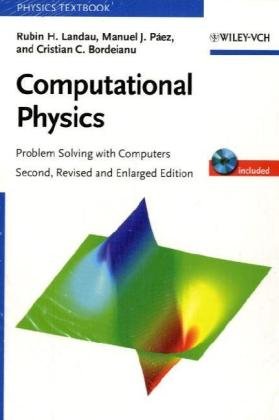 PHYSICS TEXTBOOK
Rubin H. Landau, Manuel J. Páez,
and Cristian C. Bordeianu
WILEY-VCH
Computational
Physics
Problem Solving with Computers
Second, Revised and Enlarged Edition
included